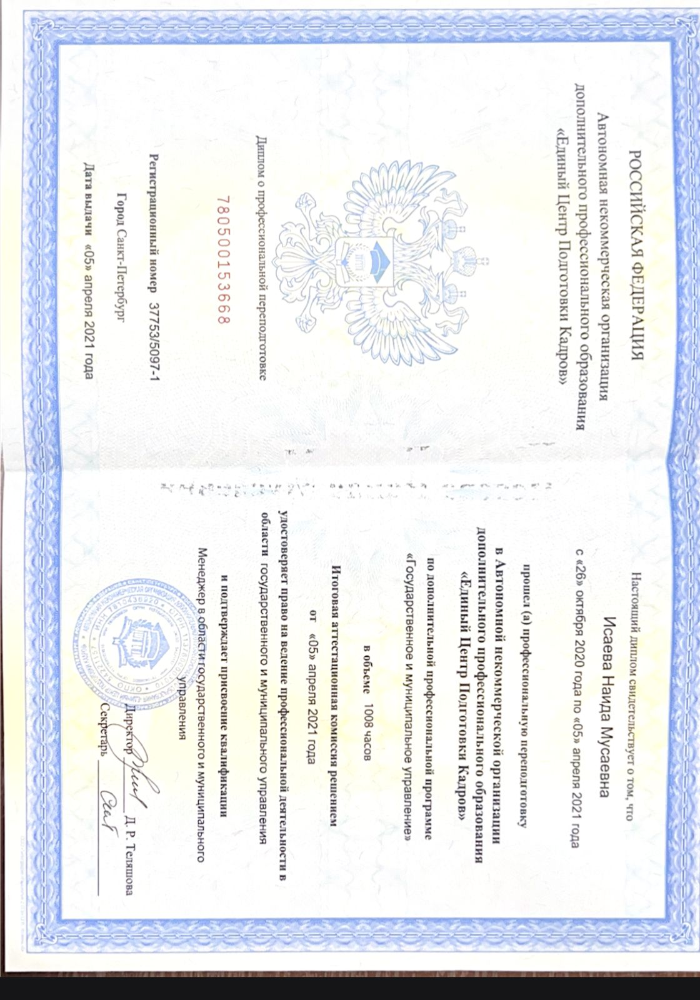 РОССИЙСКАЯ ФЕДЕРАЦИЯ
Автономная некоммерческая организация
дополнительного профессионального образования
«Единый Центр Подготовки Кадров»
Диплом о профессиональной переподготовке
780500153668
Регистрационный номер 37753/5097-1
Город Санкт-Петербург
Дата выдачи «05» апреля 2021 года
Настоящий диплом свидетельствует о том, что
Исаева Наида Мусаевна
с «26» октября 2020 года по «05» апреля 2021 года
прошел (а) профессиональную переподготовку
в Автономной некоммерческой организации
дополнительного профессионального образования
«Единый Центр Подготовки Кадров»
по дополнительной профессиональной программе
«Государственное и муниципальное управление»
в объеме 1008 часов
Итоговая аттестационная комиссия решением
от «05» апреля 2021 года
удостоверяет право на ведение профессиональной деятельности в
области государственного и муниципального управления
и подтверждает присвоение квалификации
Менеджер в области государственного и муниципального
управления
Директор Д. Р. Теляшова
Секретарь
ИНН 7810436920 ОГРН ОКПО